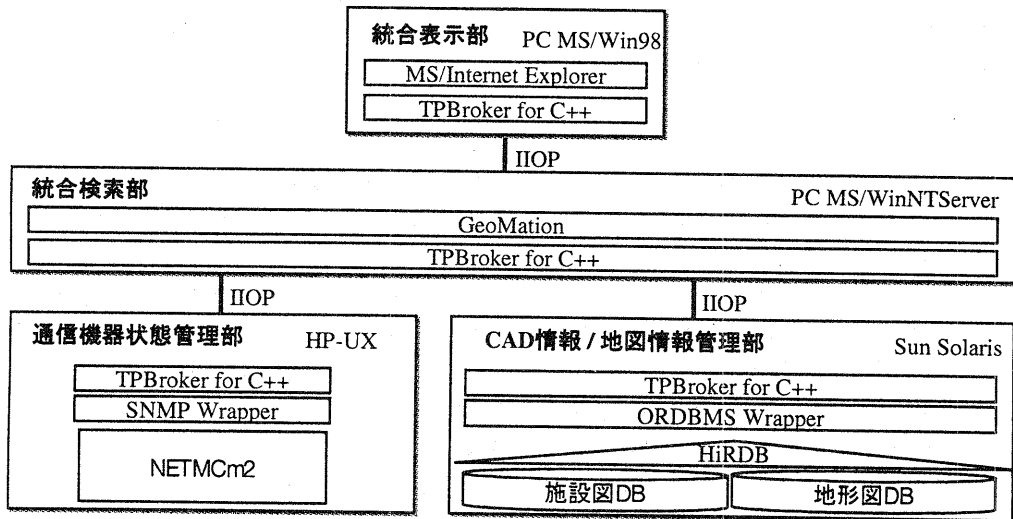 統合表示部 PC MS/Win98
MS/Internet Explorer
TPBroker for C++
IIOP
統合検索部 PC MS/WinNTServer
GeoMation
TPBroker for C++
IIOP
IIOP
通信機器状態管理部 HP-UX
TPBroker for C++
SNMP Wrapper
NETMCm2
CAD情報 / 地図情報管理部 Sun Solaris
TPBroker for C++
ORDBMS Wrapper
HiRDB
施設図DB
地形図DB